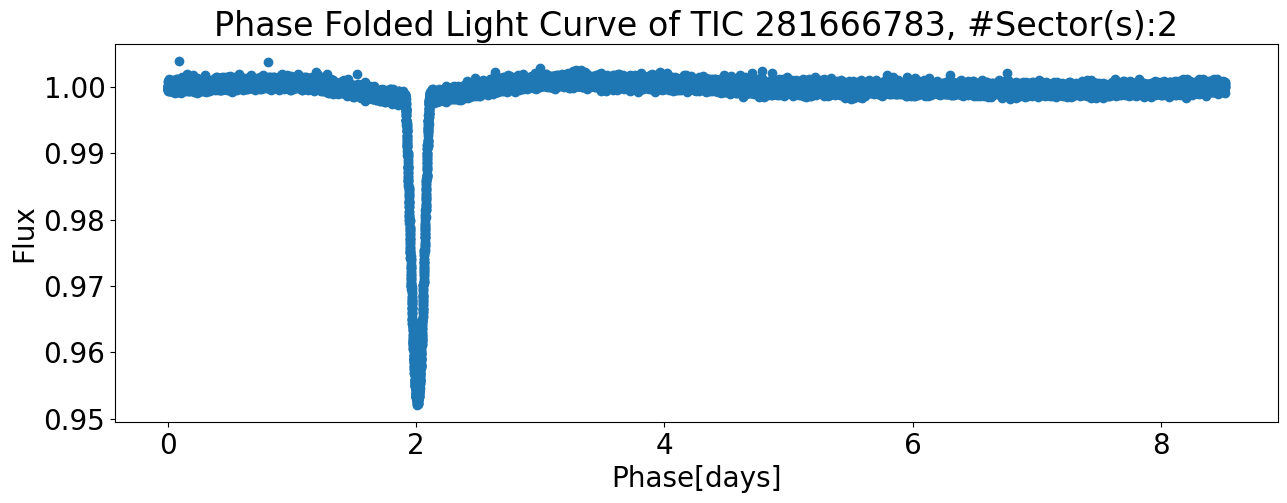 Phase Folded Light Curve of TIC 281666783, #Sector(s):2
1.00
0.99
0.98
0.97
0.96
0.95
Flux
0 2 4 6 8
Phase[days]